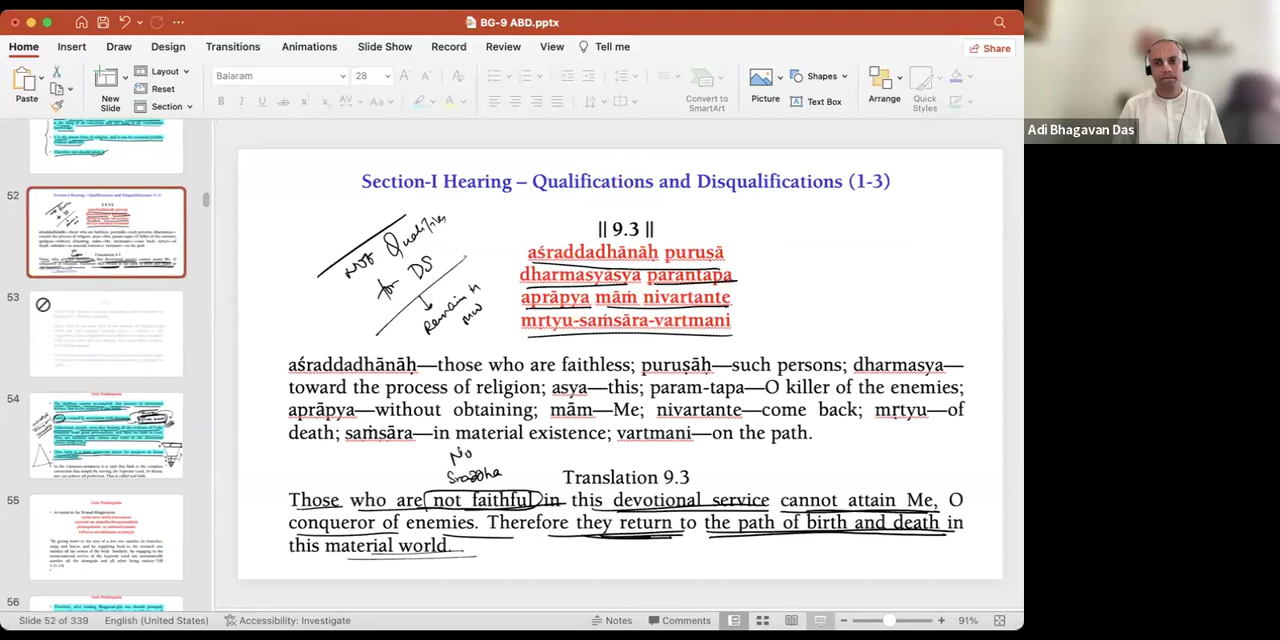 BG-9 ABD.pptx
Home Insert Draw Design Transitions Animations Slide Show Record Review View Tell me Share
Paste
New Slide
Layout
Reset
Section
Balaram 28
Convert to SmartArt
Picture
Shapes
Text Box
Arrange
Quick Styles
Adi Bhagavan Das
52
53
54
55
56
Section-I Hearing – Qualifications and Disqualifications (1-3)
Not Qualifies
for DS
Remain in
MW
|| 9.3 ||
aśraddadhānāḥ puruṣā
dharmasyasya parantapa
aprāpya māṁ nivartante
mṛtyu-saṁsāra-vartmani
aśraddadhānāḥ—those who are faithless; puruṣāḥ—such persons; dharmasya—
toward the process of religion; asya—this; param-tapa—O killer of the enemies;
aprāpya—without obtaining; mām—Me; nivartante—come back; mṛtyu—of
death; saṁsāra—in material existence; vartmani—on the path.
No
Sraddha
Translation 9.3
Those who are not faithful in this devotional service cannot attain Me, O
conqueror of enemies. Therefore they return to the path of birth and death in
this material world.
Slide 52 of 339 English (United States) Accessibility: Investigate Notes Comments 91%